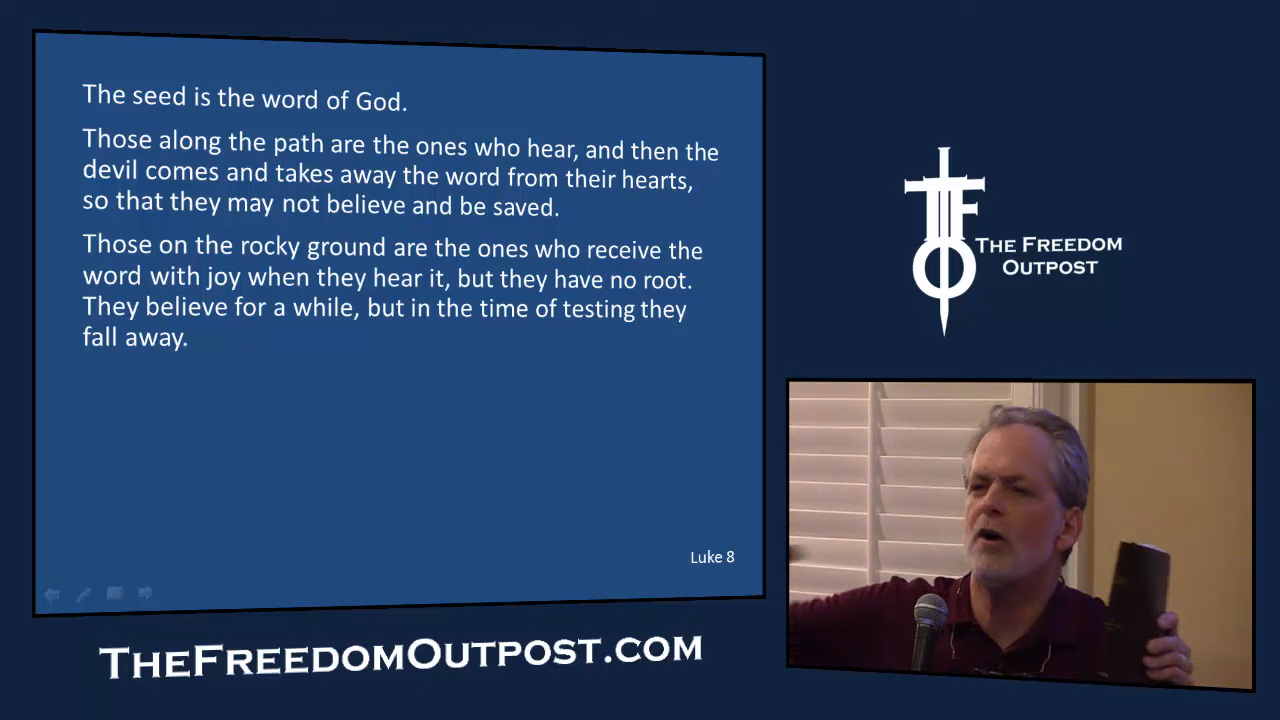 The seed is the word of God.
Those along the path are the ones who hear, and then the
devil comes and takes away the word from their hearts,
so that they may not believe and be saved.
Those on the rocky ground are the ones who receive the
word with joy when they hear it, but they have no root.
They believe for a while, but in the time of testing they
fall away.
Luke 8
TF
O
The Freedom
Outpost
TheFreedomOutpost.com